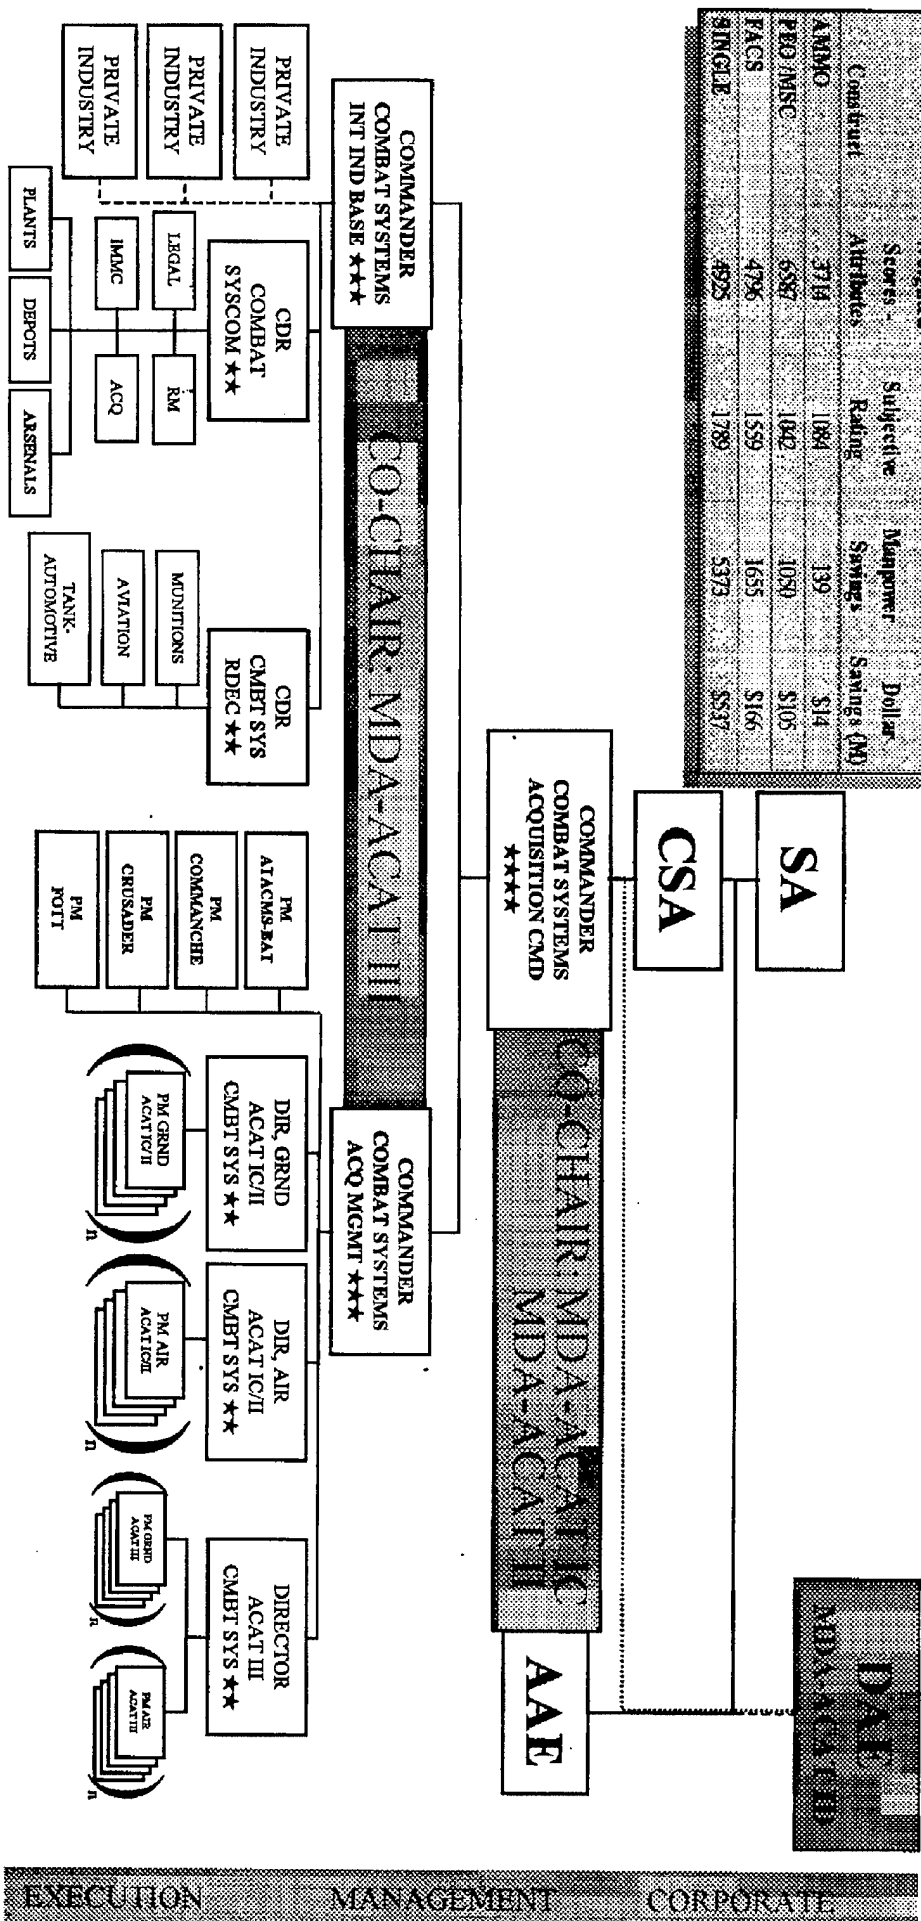 Scores - Subjective Manpower Dollar
Construct Attributes Rating Savings Savings (M)
AMMO 3714 1084 139 $14
PEO/MSC 6587 1042 1050 $105
FACS 4796 1559 1655 $166
SINGLE 4925 1789 5373 $537
SA
CSA
DAE
MDA-ACAT ID
COMMANDER
COMBAT SYSTEMS
ACQUISITION CMD
★★★★
CO-CHAIR: MDA-ACAT IC
MDA-ACAT II
AAE
COMMANDER
COMBAT SYSTEMS
INT IND BASE ★★★
CO-CHAIR: MDA-ACAT III
COMMANDER
COMBAT SYSTEMS
ACQ MGMT ★★★
PRIVATE
INDUSTRY
PRIVATE
INDUSTRY
PRIVATE
INDUSTRY
CDR
COMBAT
SYSCOM ★★
LEGAL
RM
IMMC
ACQ
PLANTS
DEPOTS
ARSENALS
CDR
CMBT SYS
RDEC ★★
MUNITIONS
AVIATION
TANK-
AUTOMOTIVE
PM
ATACMS-BAT
PM
COMMANCHE
PM
CRUSADER
PM
FOTT
DIR, GRND
ACAT IC/II
CMBT SYS ★★
PM GRND
ACAT IC/II
n
DIR, AIR
ACAT IC/II
CMBT SYS ★★
PM AIR
ACAT IC/II
n
DIRECTOR
ACAT III
CMBT SYS ★★
PM GRND
ACAT III
n
PM AIR
ACAT III
n
CORPORATE
MANAGEMENT
EXECUTION